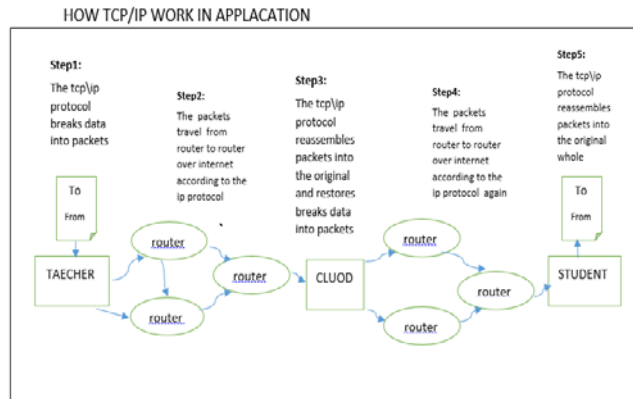 HOW TCP/IP WORK IN APPLACATION
Step1:
The tcp\ip
protocol
breaks data
into packets
Step2:
The packets
travel from
router to router
over internet
according to the
ip protocol
Step3:
The tcp\ip
protocol
reassembles
packets into
the original
and restores
breaks data
into packets
Step4:
The packets
travel from
router to router
over internet
according to the
ip protocol again
Step5:
The tcp\ip
protocol
reassembles
packets into
the original
whole
To
From
TAECHER
router
router
router
CLUOD
router
router
router
To
From
STUDENT